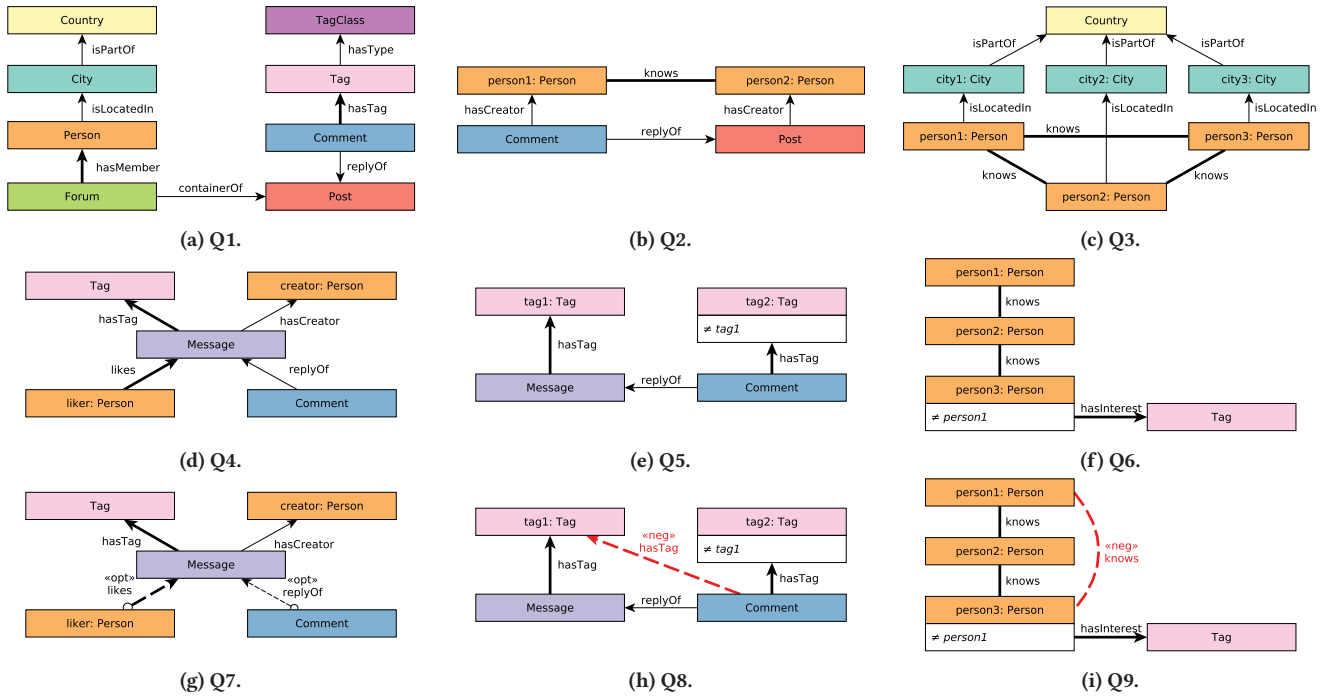 Country
isPartOf
City
isLocatedIn
Person
hasMember
Forum
containerOf
TagClass
hasType
Tag
hasTag
Comment
replyOf
Post
(a) Q1.
person1: Person
knows
person2: Person
hasCreator
hasCreator
Comment
replyOf
Post
(b) Q2.
Country
isPartOf
isPartOf
isPartOf
city1: City
city2: City
city3: City
isLocatedIn
isLocatedIn
isLocatedIn
person1: Person
knows
person3: Person
knows
knows
person2: Person
(c) Q3.
Tag
creator: Person
hasTag
hasCreator
Message
likes
replyOf
liker: Person
Comment
(d) Q4.
tag1: Tag
tag2: Tag
≠ tag1
hasTag
hasTag
Message
replyOf
Comment
(e) Q5.
person1: Person
knows
person2: Person
knows
person3: Person
≠ person1
hasInterest
Tag
(f) Q6.
Tag
creator: Person
hasTag
hasCreator
Message
«opt»
likes
«opt»
replyOf
liker: Person
Comment
(g) Q7.
tag1: Tag
tag2: Tag
≠ tag1
«neg»
hasTag
hasTag
hasTag
Message
replyOf
Comment
(h) Q8.
person1: Person
knows
person2: Person
«neg»
knows
knows
person3: Person
≠ person1
hasInterest
Tag
(i) Q9.